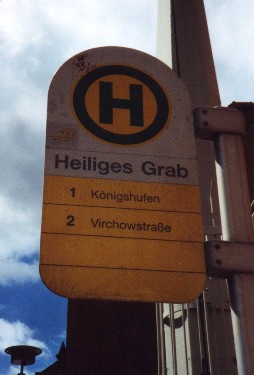 H
Heiliges Grab
1 Königshufen
2 Virchowstraße